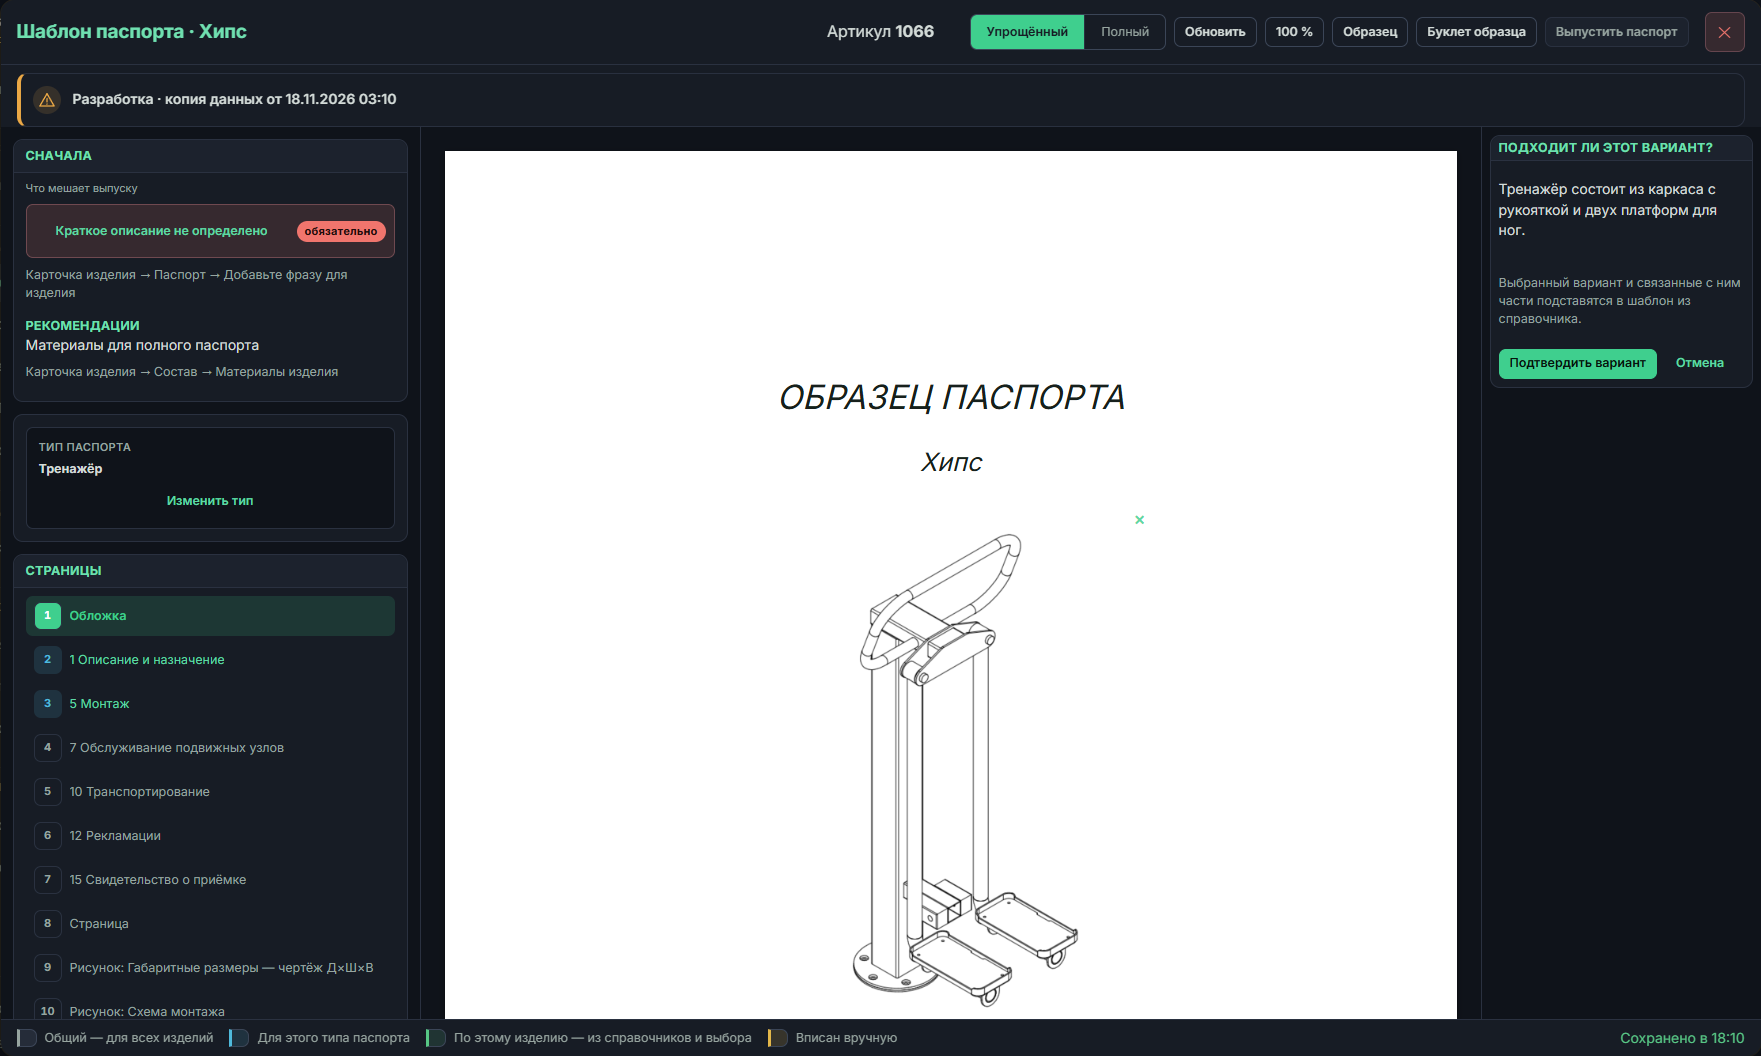 Шаблон паспорта · Хипс
Артикул 1066
Упрощённый
Полный
Обновить
100 %
Образец
Буклет образца
Выпустить паспорт
Разработка · копия данных от 18.11.2026 03:10
СНАЧАЛА
Что мешает выпуску
Краткое описание не определено
обязательно
Карточка изделия → Паспорт → Добавьте фразу для
изделия
РЕКОМЕНДАЦИИ
Материалы для полного паспорта
Карточка изделия → Состав → Материалы изделия
ТИП ПАСПОРТА
Тренажёр
Изменить тип
СТРАНИЦЫ
1 Обложка
2 1 Описание и назначение
3 5 Монтаж
4 7 Обслуживание подвижных узлов
5 10 Транспортирование
6 12 Рекламации
7 15 Свидетельство о приёмке
8 Страница
9 Рисунок: Габаритные размеры — чертёж Д×Ш×В
10 Рисунок: Схема монтажа
ОБРАЗЕЦ ПАСПОРТА
Хипс
ПОДХОДИТ ЛИ ЭТОТ ВАРИАНТ?
Тренажёр состоит из каркаса с
рукояткой и двух платформ для
ног.
Выбранный вариант и связанные с ним
части подставятся в шаблон из
справочника.
Подтвердить вариант
Отмена
Общий — для всех изделий
Для этого типа паспорта
По этому изделию — из справочников и выбора
Вписан вручную
Сохранено в 18:10